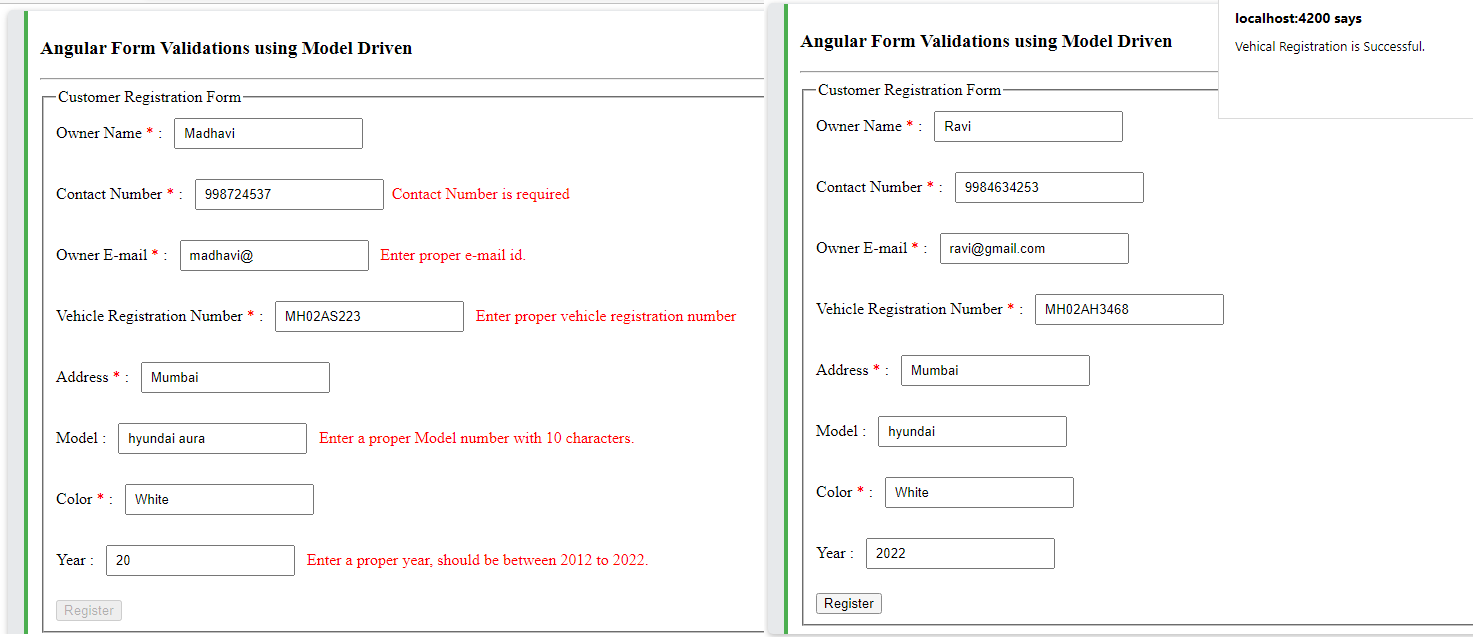 Angular Form Validations using Model Driven
Customer Registration Form
Owner Name * : Madhavi
Contact Number * : 998724537 Contact Number is required
Owner E-mail * : madhavi@ Enter proper e-mail id.
Vehicle Registration Number * : MH02AS223 Enter proper vehicle registration number
Address * : Mumbai
Model : hyundai aura Enter a proper Model number with 10 characters.
Color * : White
Year : 20 Enter a proper year, should be between 2012 to 2022.
Register
localhost:4200 says
Vehical Registration is Successful.
Angular Form Validations using Model Driven
Customer Registration Form
Owner Name * : Ravi
Contact Number * : 9984634253
Owner E-mail * : ravi@gmail.com
Vehicle Registration Number * : MH02AH3468
Address * : Mumbai
Model : hyundai
Color * : White
Year : 2022
Register